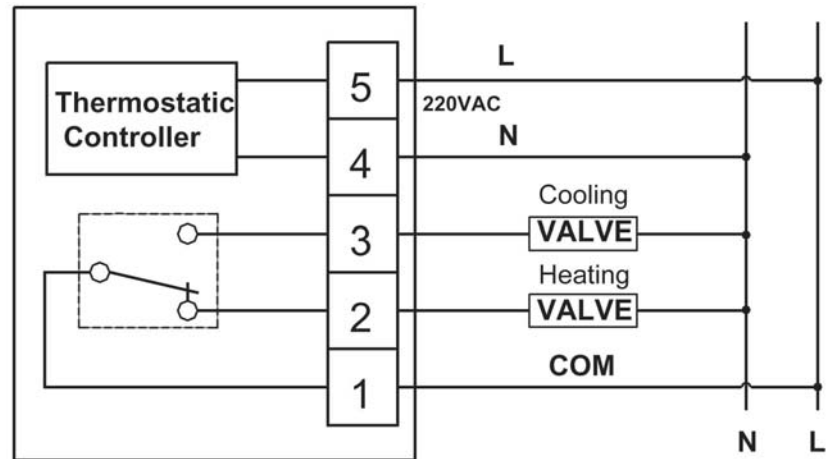 Thermostatic
Controller
5
4
3
2
1
L
220VAC
N
Cooling
VALVE
Heating
VALVE
COM
N L